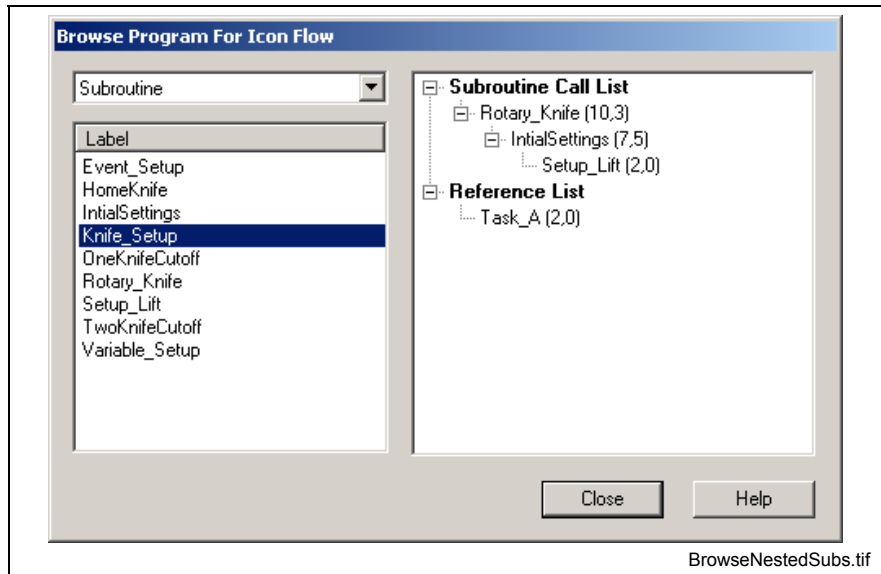 Browse Program For Icon Flow
Subroutine
Label
Event_Setup
HomeKnife
IntialSettings
Knife_Setup
OneKnifeCutoff
Rotary_Knife
Setup_Lift
TwoKnifeCutoff
Variable_Setup
Subroutine Call List
Rotary_Knife (10,3)
IntialSettings (7,5)
Setup_Lift (2,0)
Reference List
Task_A (2,0)
Close
Help
BrowseNestedSubs.tif